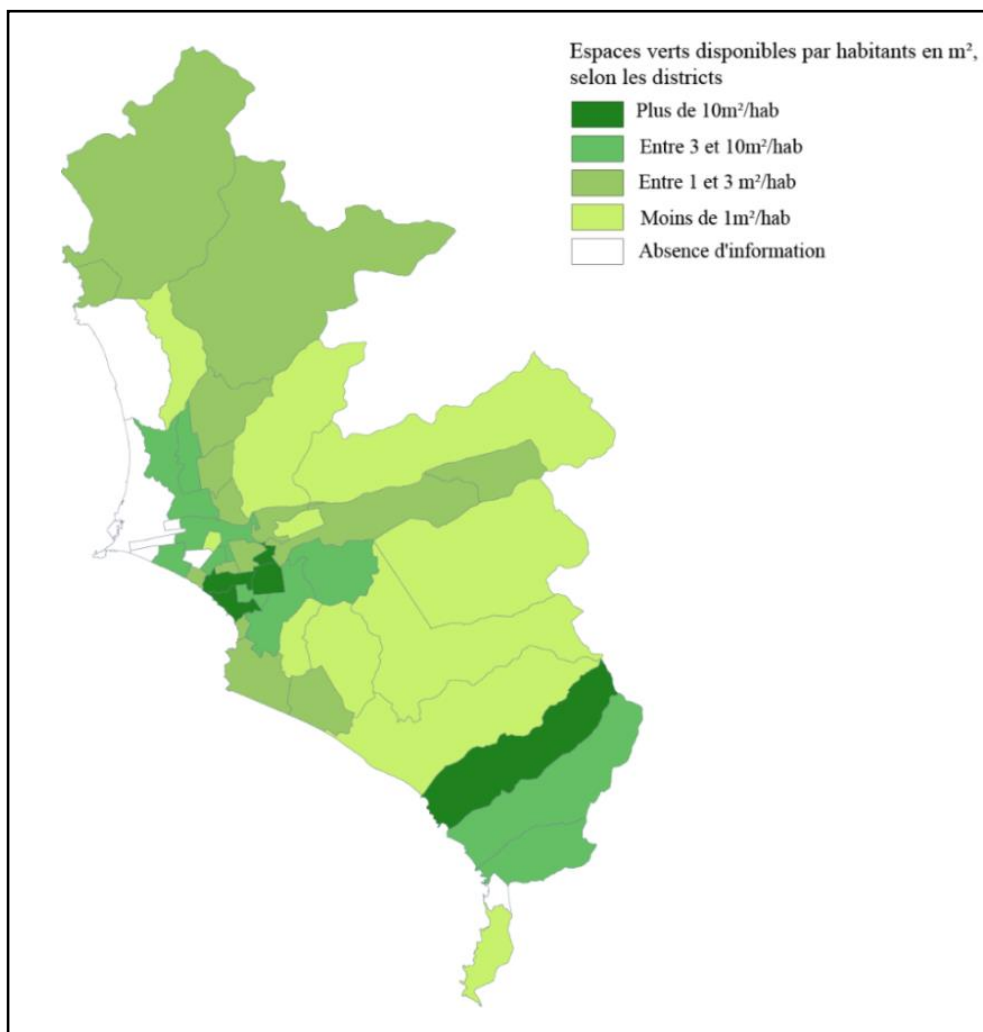 Espaces verts disponibles par habitants en m²,
selon les districts
Plus de 10m²/hab
Entre 3 et 10m²/hab
Entre 1 et 3 m²/hab
Moins de 1m²/hab
Absence d'information